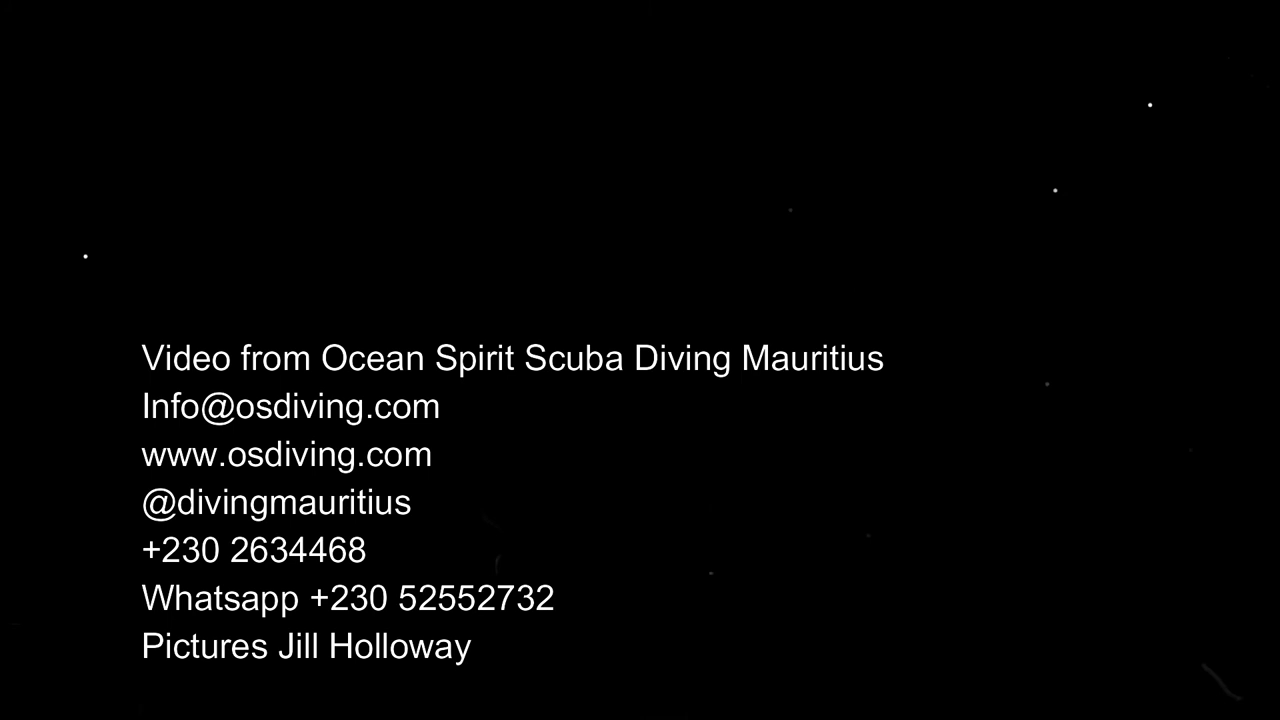 Video from Ocean Spirit Scuba Diving Mauritius
Info@osdiving.com
www.osdiving.com
@divingmauritius
+230 2634468
Whatsapp +230 52552732
Pictures Jill Holloway